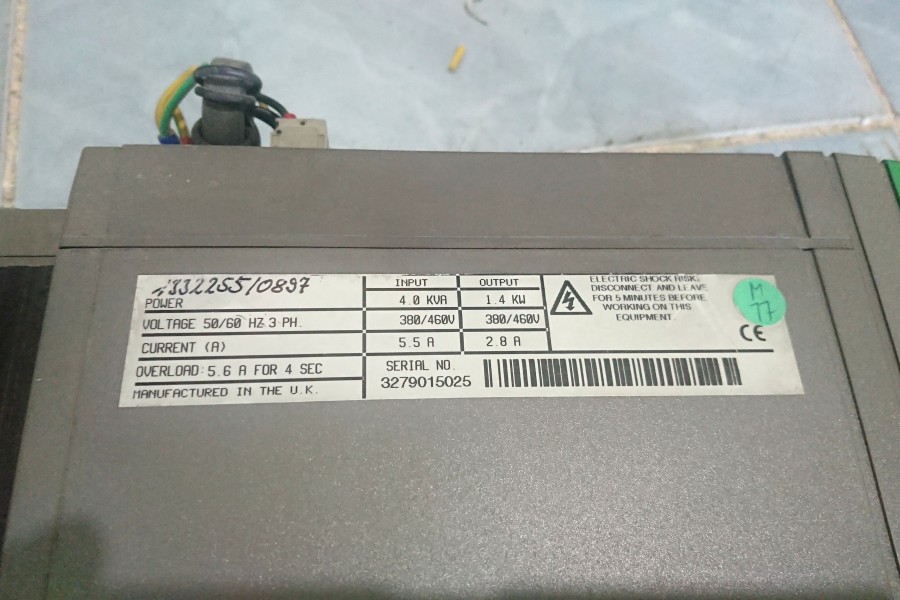 1332255/0897
INPUT OUTPUT
POWER 4.0 KVA 1.4 KW
VOLTAGE 50/60 HZ 3 PH. 380/460V 380/460V
CURRENT (A) 5.5 A 2.8 A
OVERLOAD: 5.6 A FOR 4 SEC
MANUFACTURED IN THE U.K.
SERIAL NO.
3279015025
ELECTRIC SHOCK RISK.
DISCONNECT AND LEAVE
FOR 5 MINUTES BEFORE
WORKING ON THIS
EQUIPMENT.
M
77
CE